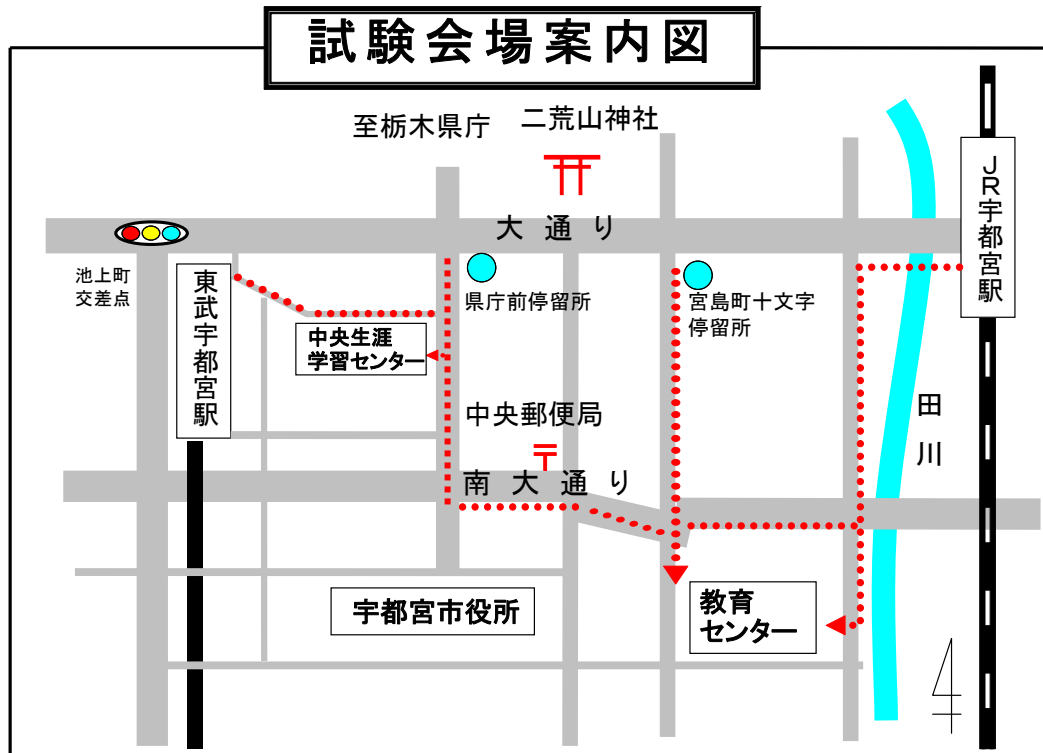 試験会場案内図
至栃木県庁
二荒山神社
大通り
池上町
交差点
東武宇都宮駅
県庁前停留所
宮島町十文字
停留所
JR宇都宮駅
中央生涯
学習センター
中央郵便局
〒
田川
南大通り
宇都宮市役所
教育
センター